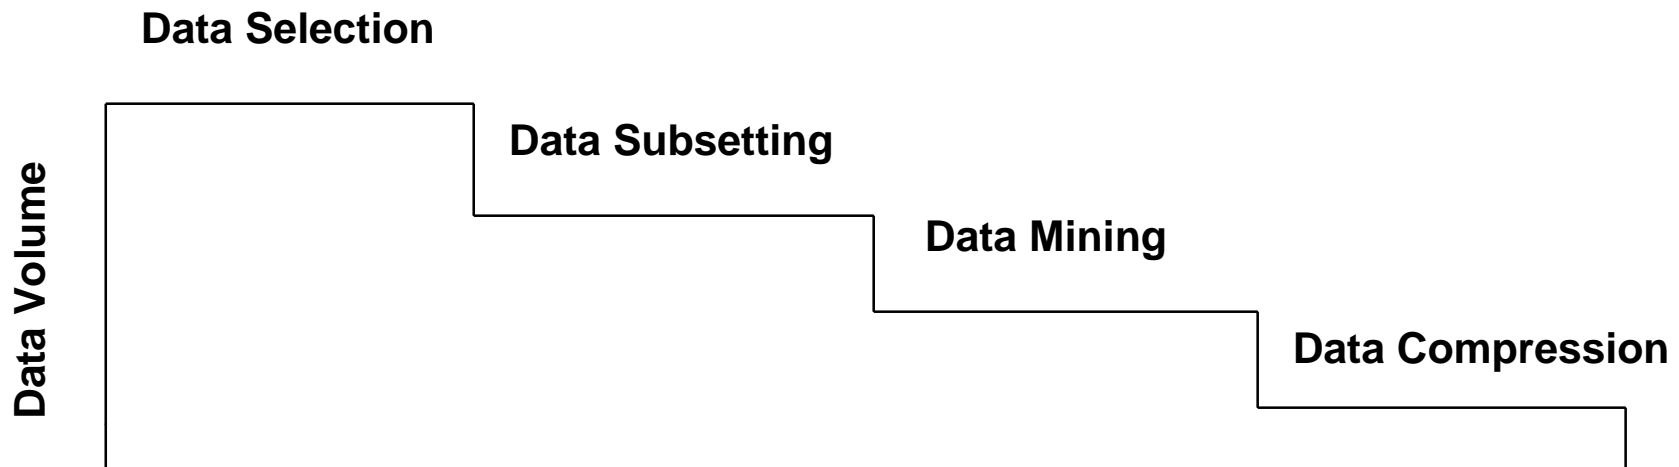 Data Selection
Data Subsetting
Data Mining
Data Compression
Data Volume